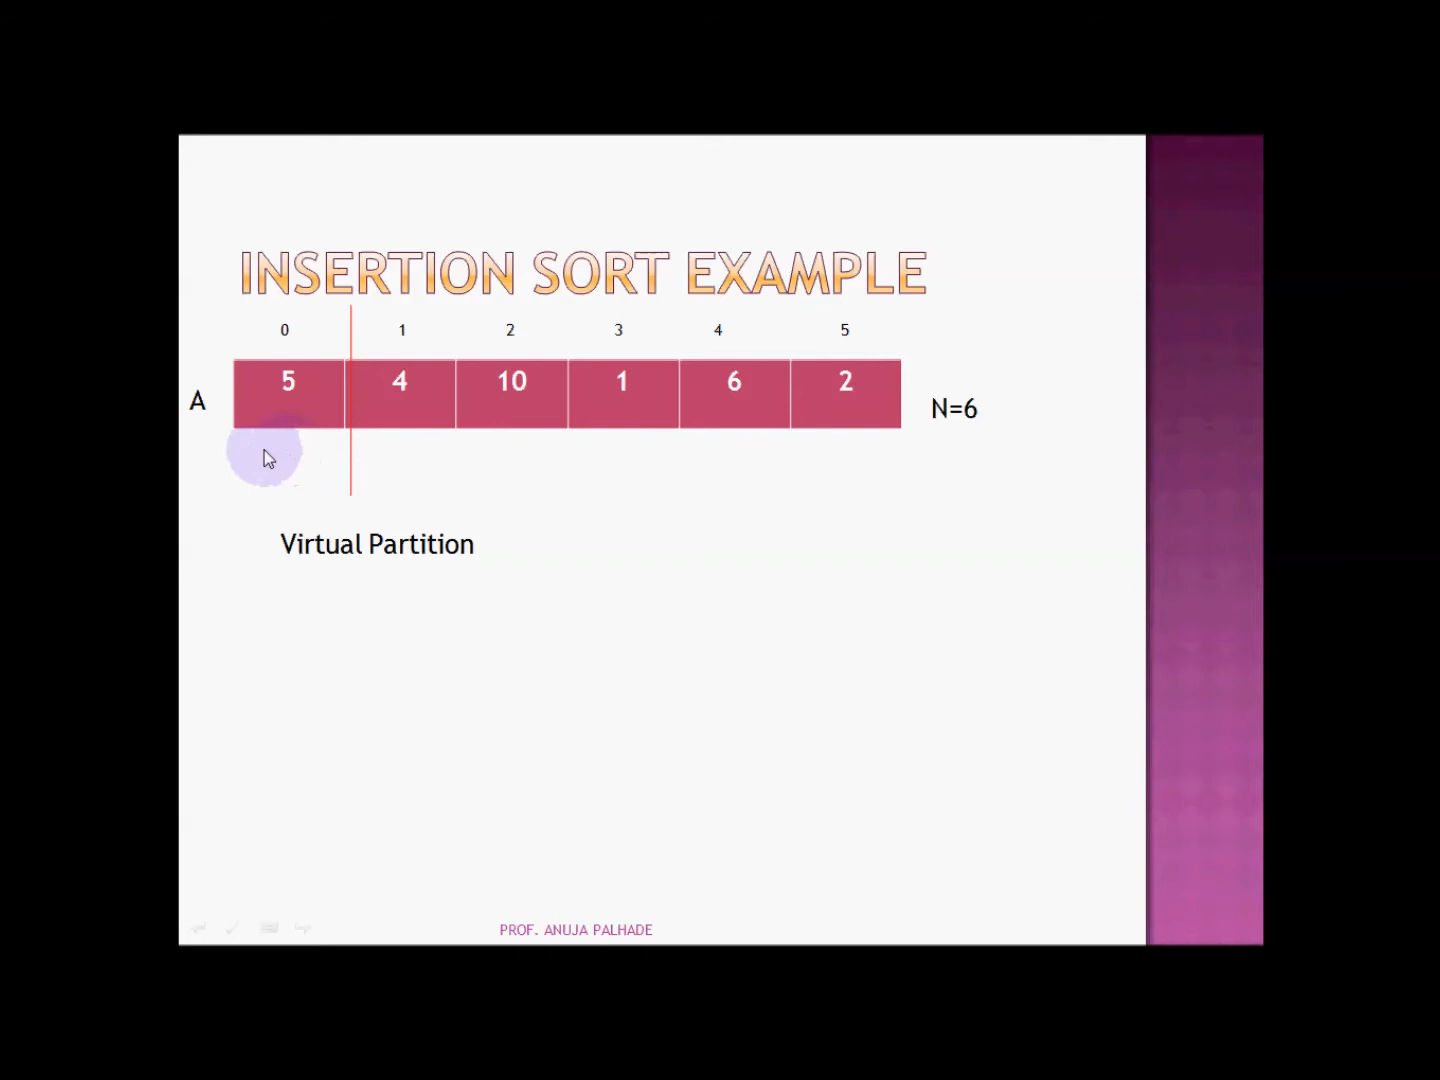 INSERTION SORT EXAMPLE
0 1 2 3 4 5
A 5 4 10 1 6 2 N=6
Virtual Partition
PROF. ANUJA PALHADE